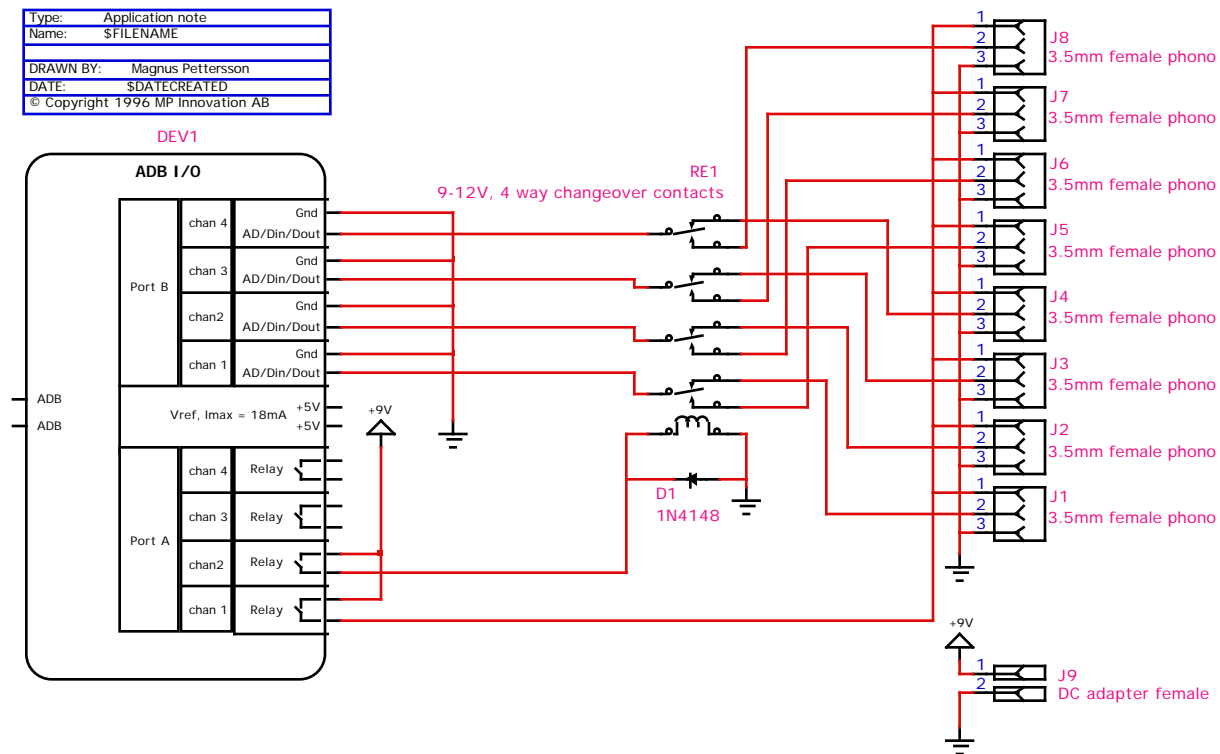 Type: Application note
Name: $FILENAME
DRAWN BY: Magnus Pettersson
DATE: $DATECREATED
© Copyright 1996 MP Innovation AB
DEV1
ADB I/O
Port B
chan 4
Gnd
AD/Din/Dout
chan 3
Gnd
AD/Din/Dout
chan2
Gnd
AD/Din/Dout
chan 1
Gnd
AD/Din/Dout
ADB
ADB
Vref, Imax = 18mA
+5V
+5V
+9V
Port A
chan 4
Relay
chan 3
Relay
chan2
Relay
chan 1
Relay
RE1
9-12V, 4 way changeover contacts
D1
1N4148
1
2
3
J8
3.5mm female phono
1
2
3
J7
3.5mm female phono
1
2
3
J6
3.5mm female phono
1
2
3
J5
3.5mm female phono
1
2
3
J4
3.5mm female phono
1
2
3
J3
3.5mm female phono
1
2
3
J2
3.5mm female phono
1
2
3
J1
3.5mm female phono
+9V
1
2
J9
DC adapter female